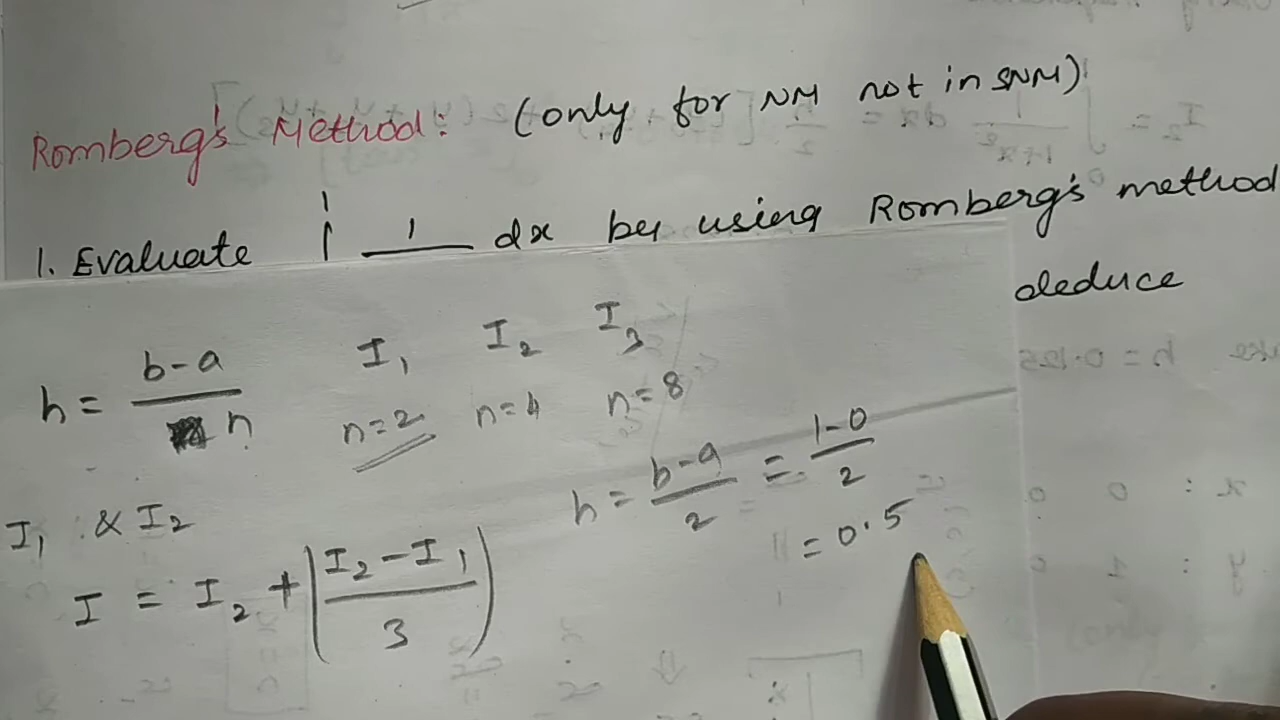 Romberg's Method: (only for NM not in SNM)
1. Evaluate ∫ 1 dx by using Romberg's method
deduce
h = b-a / n
I₁ I₂ I₃
n=2 n=4 n=8
h = b-a / 2 = 1-0 / 2
= 0.5
I₁ & I₂
I = I₂ + (I₂ - I₁ / 3)